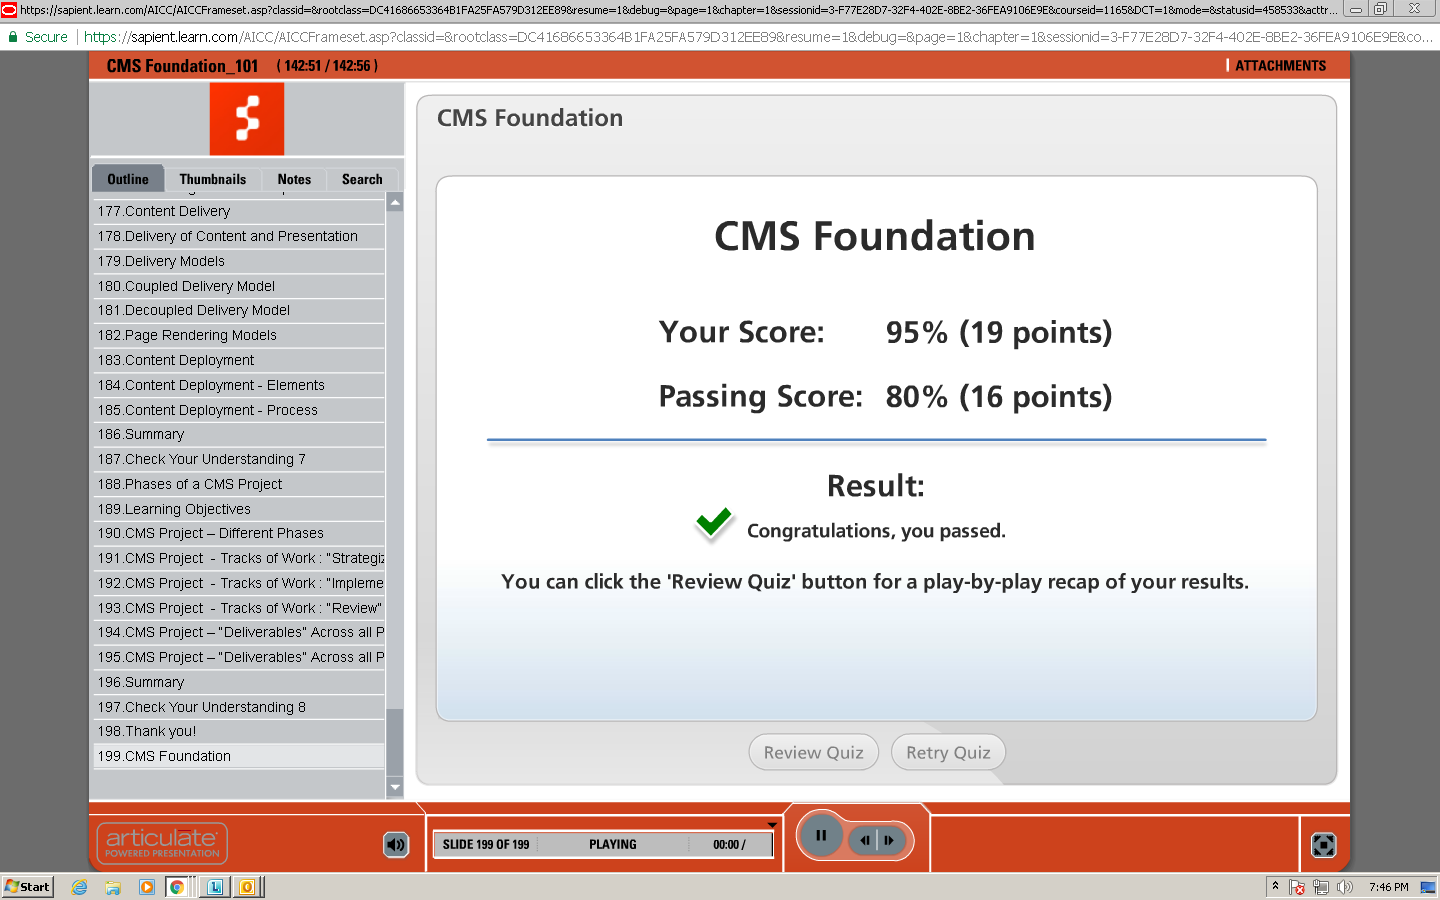 https://sapient.learn.com/AICC/AICCFrameset.asp?classid=&rootclass=DC41686653364B1FA25FA579D312EE89&resume=1&debug=&page=1&chapter=1&sessionid=3-F77E28D7-32F4-402E-8BE2-36FEA9106E9E&courseid=1165&DCT=1&mode=&statusid=458533&acttr...
Secure | https://sapient.learn.com/AICC/AICCFrameset.asp?classid=&rootclass=DC41686653364B1FA25FA579D312EE89&resume=1&debug=&page=1&chapter=1&sessionid=3-F77E28D7-32F4-402E-8BE2-36FEA9106E9E&co...
CMS Foundation_101 ( 142:51 / 142:56 )
ATTACHMENTS
Outline Thumbnails Notes Search
177.Content Delivery
178.Delivery of Content and Presentation
179.Delivery Models
180.Coupled Delivery Model
181.Decoupled Delivery Model
182.Page Rendering Models
183.Content Deployment
184.Content Deployment - Elements
185.Content Deployment - Process
186.Summary
187.Check Your Understanding 7
188.Phases of a CMS Project
189.Learning Objectives
190.CMS Project – Different Phases
191.CMS Project - Tracks of Work : "Strategiz
192.CMS Project - Tracks of Work : "Impleme
193.CMS Project - Tracks of Work : "Review"
194.CMS Project – "Deliverables" Across all P
195.CMS Project – "Deliverables" Across all P
196.Summary
197.Check Your Understanding 8
198.Thank you!
199.CMS Foundation
CMS Foundation
CMS Foundation
Your Score: 95% (19 points)
Passing Score: 80% (16 points)
Result:
Congratulations, you passed.
You can click the 'Review Quiz' button for a play-by-play recap of your results.
Review Quiz Retry Quiz
articulate
POWERED PRESENTATION
SLIDE 199 OF 199 PLAYING 00:00 /
Start
7:46 PM